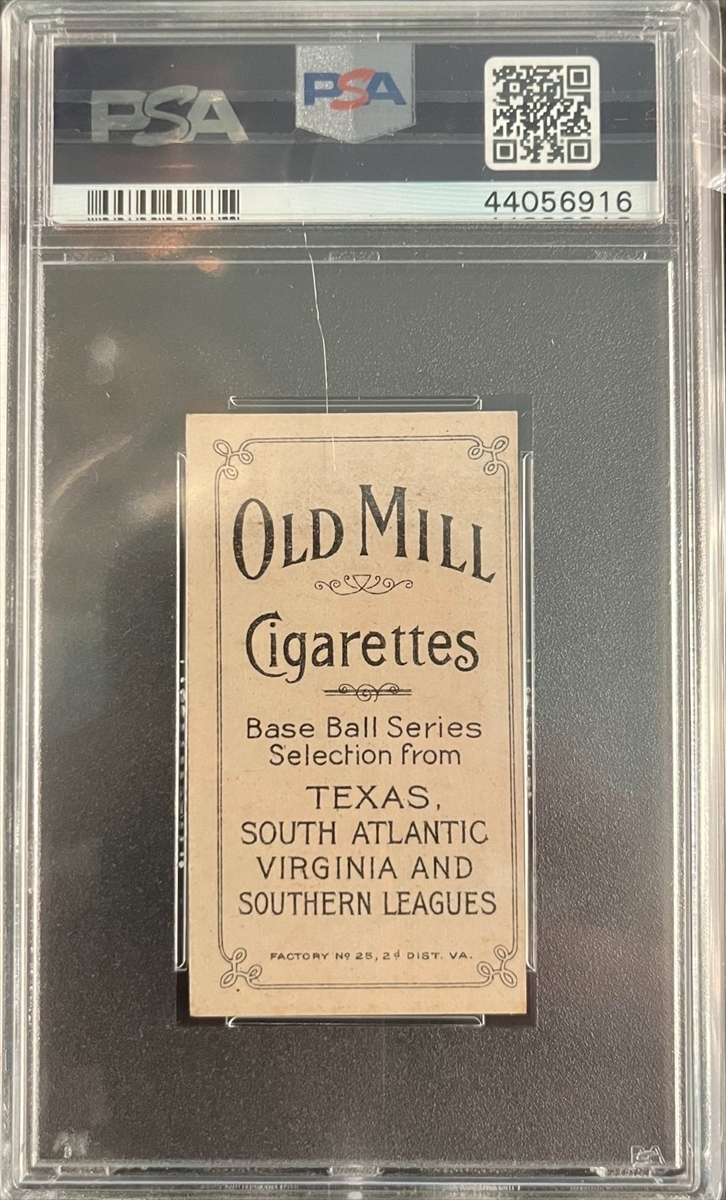 PSA
PSA
44056916
OLD MILL
Cigarettes
Base Ball Series
Selection from
TEXAS,
SOUTH ATLANTIC
VIRGINIA AND
SOUTHERN LEAGUES
FACTORY Nº 25, 2d DIST. VA.
PSA